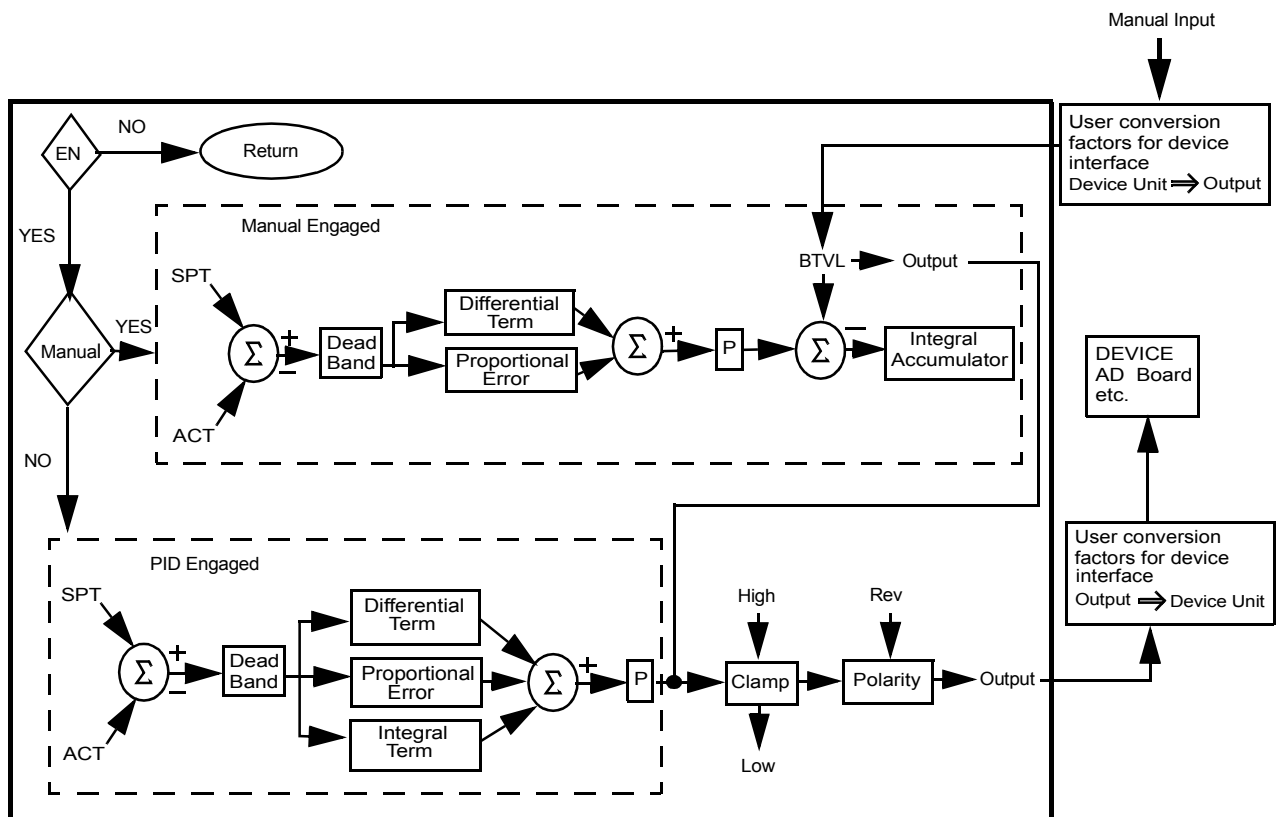 Manual Input
User conversion
factors for device
interface
Device Unit ⇒ Output
NO
EN
Return
YES
Manual Engaged
SPT
BTVL
Output
Differential
Term
+
Dead
Band
–
Σ
Proportional
Error
Σ
+
P
Σ
–
Integral
Accumulator
Manual
YES
ACT
NO
DEVICE
AD Board
etc.
PID Engaged
User conversion
factors for device
interface
Output ⇒ Device Unit
SPT
Differential
Term
High
Rev
Σ
+
–
Dead
Band
Proportional
Error
Σ
+
P
Clamp
Polarity
Output
Integral
Term
ACT
Low